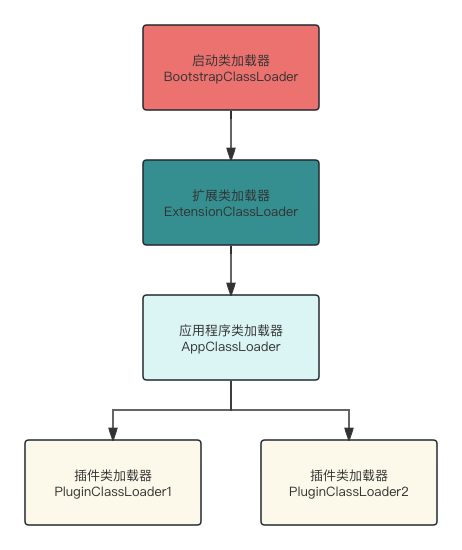 启动类加载器
BootstrapClassLoader
扩展类加载器
ExtensionClassLoader
应用程序类加载器
AppClassLoader
插件类加载器
PluginClassLoader1
插件类加载器
PluginClassLoader2